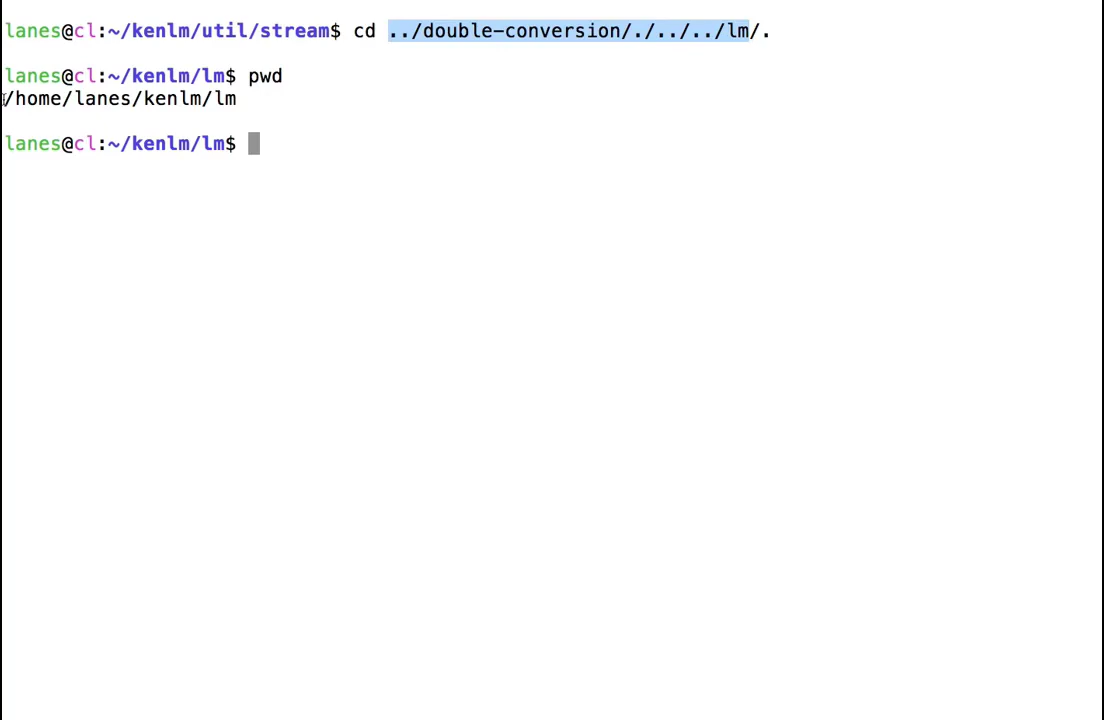 lanes@cl:~/kenlm/util/stream$ cd ../double-conversion/./../../lm/.
lanes@cl:~/kenlm/lm$ pwd
/home/lanes/kenlm/lm
lanes@cl:~/kenlm/lm$